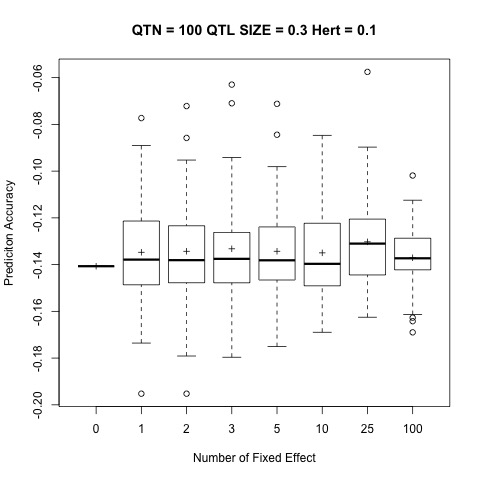 QTN = 100 QTL SIZE = 0.3 Hert = 0.1
Prediciton Accuracy
-0.06
-0.08
-0.10
-0.12
-0.14
-0.16
-0.18
-0.20
0 1 2 3 5 10 25 100
Number of Fixed Effect